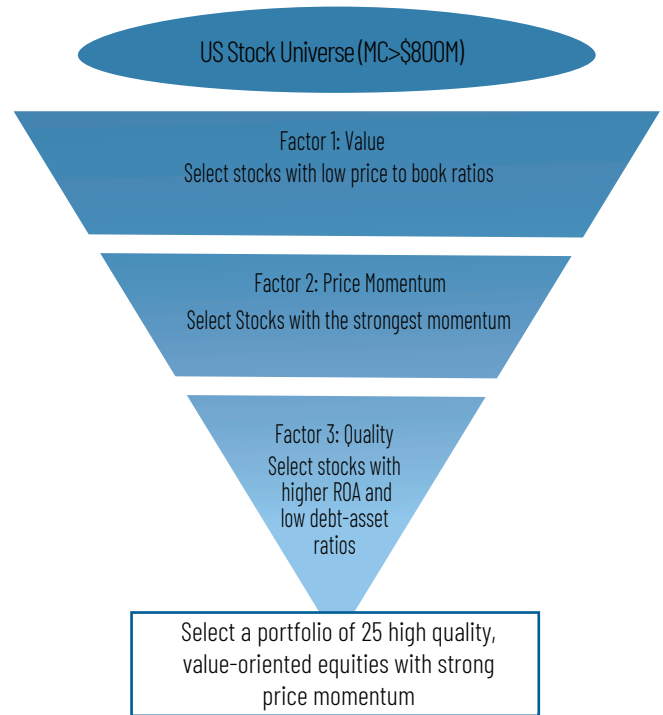 US Stock Universe (MC>$800M)
Factor 1: Value
Select stocks with low price to book ratios
Factor 2: Price Momentum
Select Stocks with the strongest momentum
Factor 3: Quality
Select stocks with
higher ROA and
low debt-asset
ratios
Select a portfolio of 25 high quality,
value-oriented equities with strong
price momentum